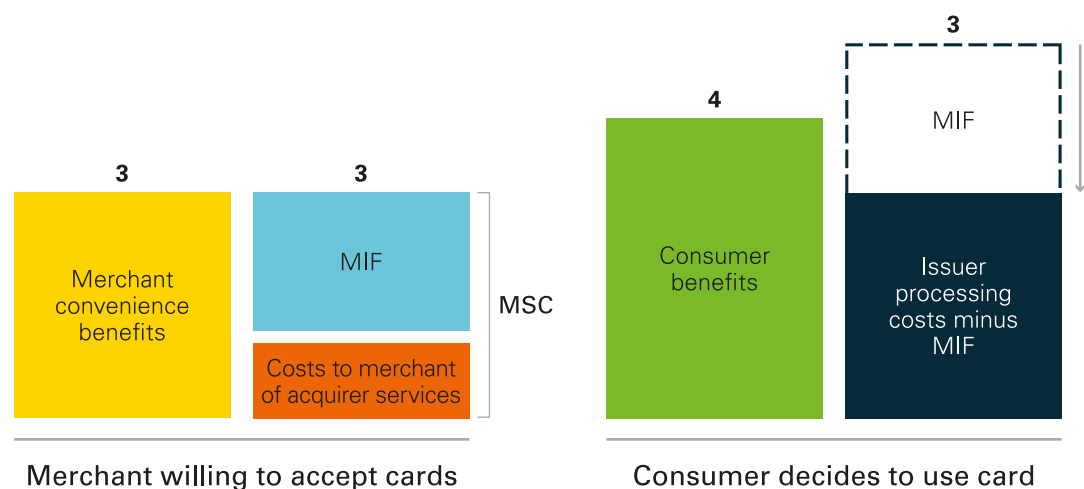 3
3
Merchant
convenience
benefits
MIF
Costs to merchant
of acquirer services
MSC
Merchant willing to accept cards
4
3
Consumer
benefits
MIF
Issuer
processing
costs minus
MIF
Consumer decides to use card